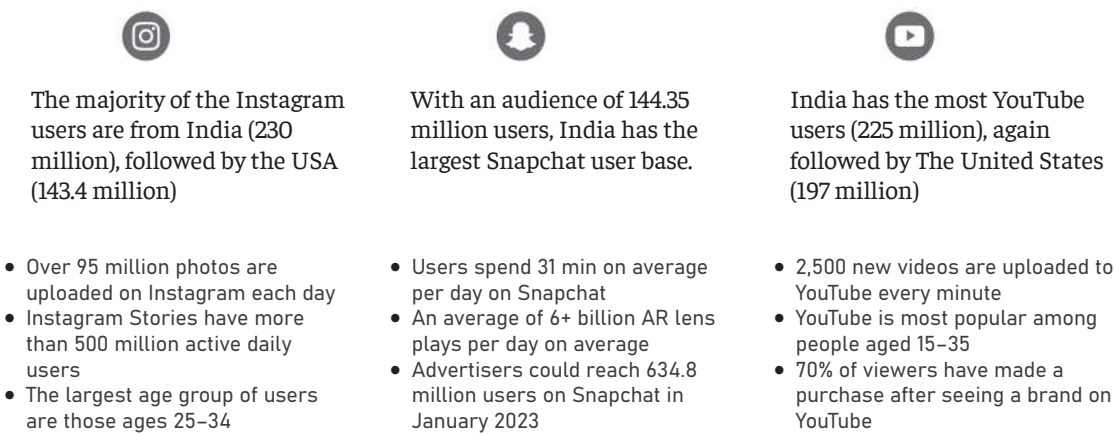 The majority of the Instagram
users are from India (230
million), followed by the USA
(143.4 million)
● Over 95 million photos are
uploaded on Instagram each day
● Instagram Stories have more
than 500 million active daily
users
● The largest age group of users
are those ages 25–34
With an audience of 144.35
million users, India has the
largest Snapchat user base.
● Users spend 31 min on average
per day on Snapchat
● An average of 6+ billion AR lens
plays per day on average
● Advertisers could reach 634.8
million users on Snapchat in
January 2023
India has the most YouTube
users (225 million), again
followed by The United States
(197 million)
● 2,500 new videos are uploaded to
YouTube every minute
● YouTube is most popular among
people aged 15–35
● 70% of viewers have made a
purchase after seeing a brand on
YouTube